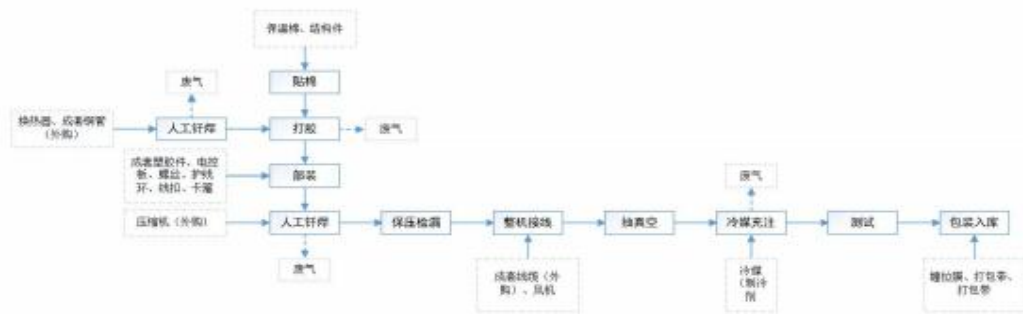 保温棉、结构件
废气
贴棉
换热器、成套铜管
（外购）
人工钎焊
打胶
废气
成套塑胶件、电控
板、螺丝、护线
环、线扣、卡箍
部装
压缩机（外购）
人工钎焊
保压检漏
整机接线
抽真空
废气
冷媒充注
测试
包装入库
废气
成套线缆（外
购）、风机
冷媒
（制冷
剂
缠拉膜、打包带、
打包带